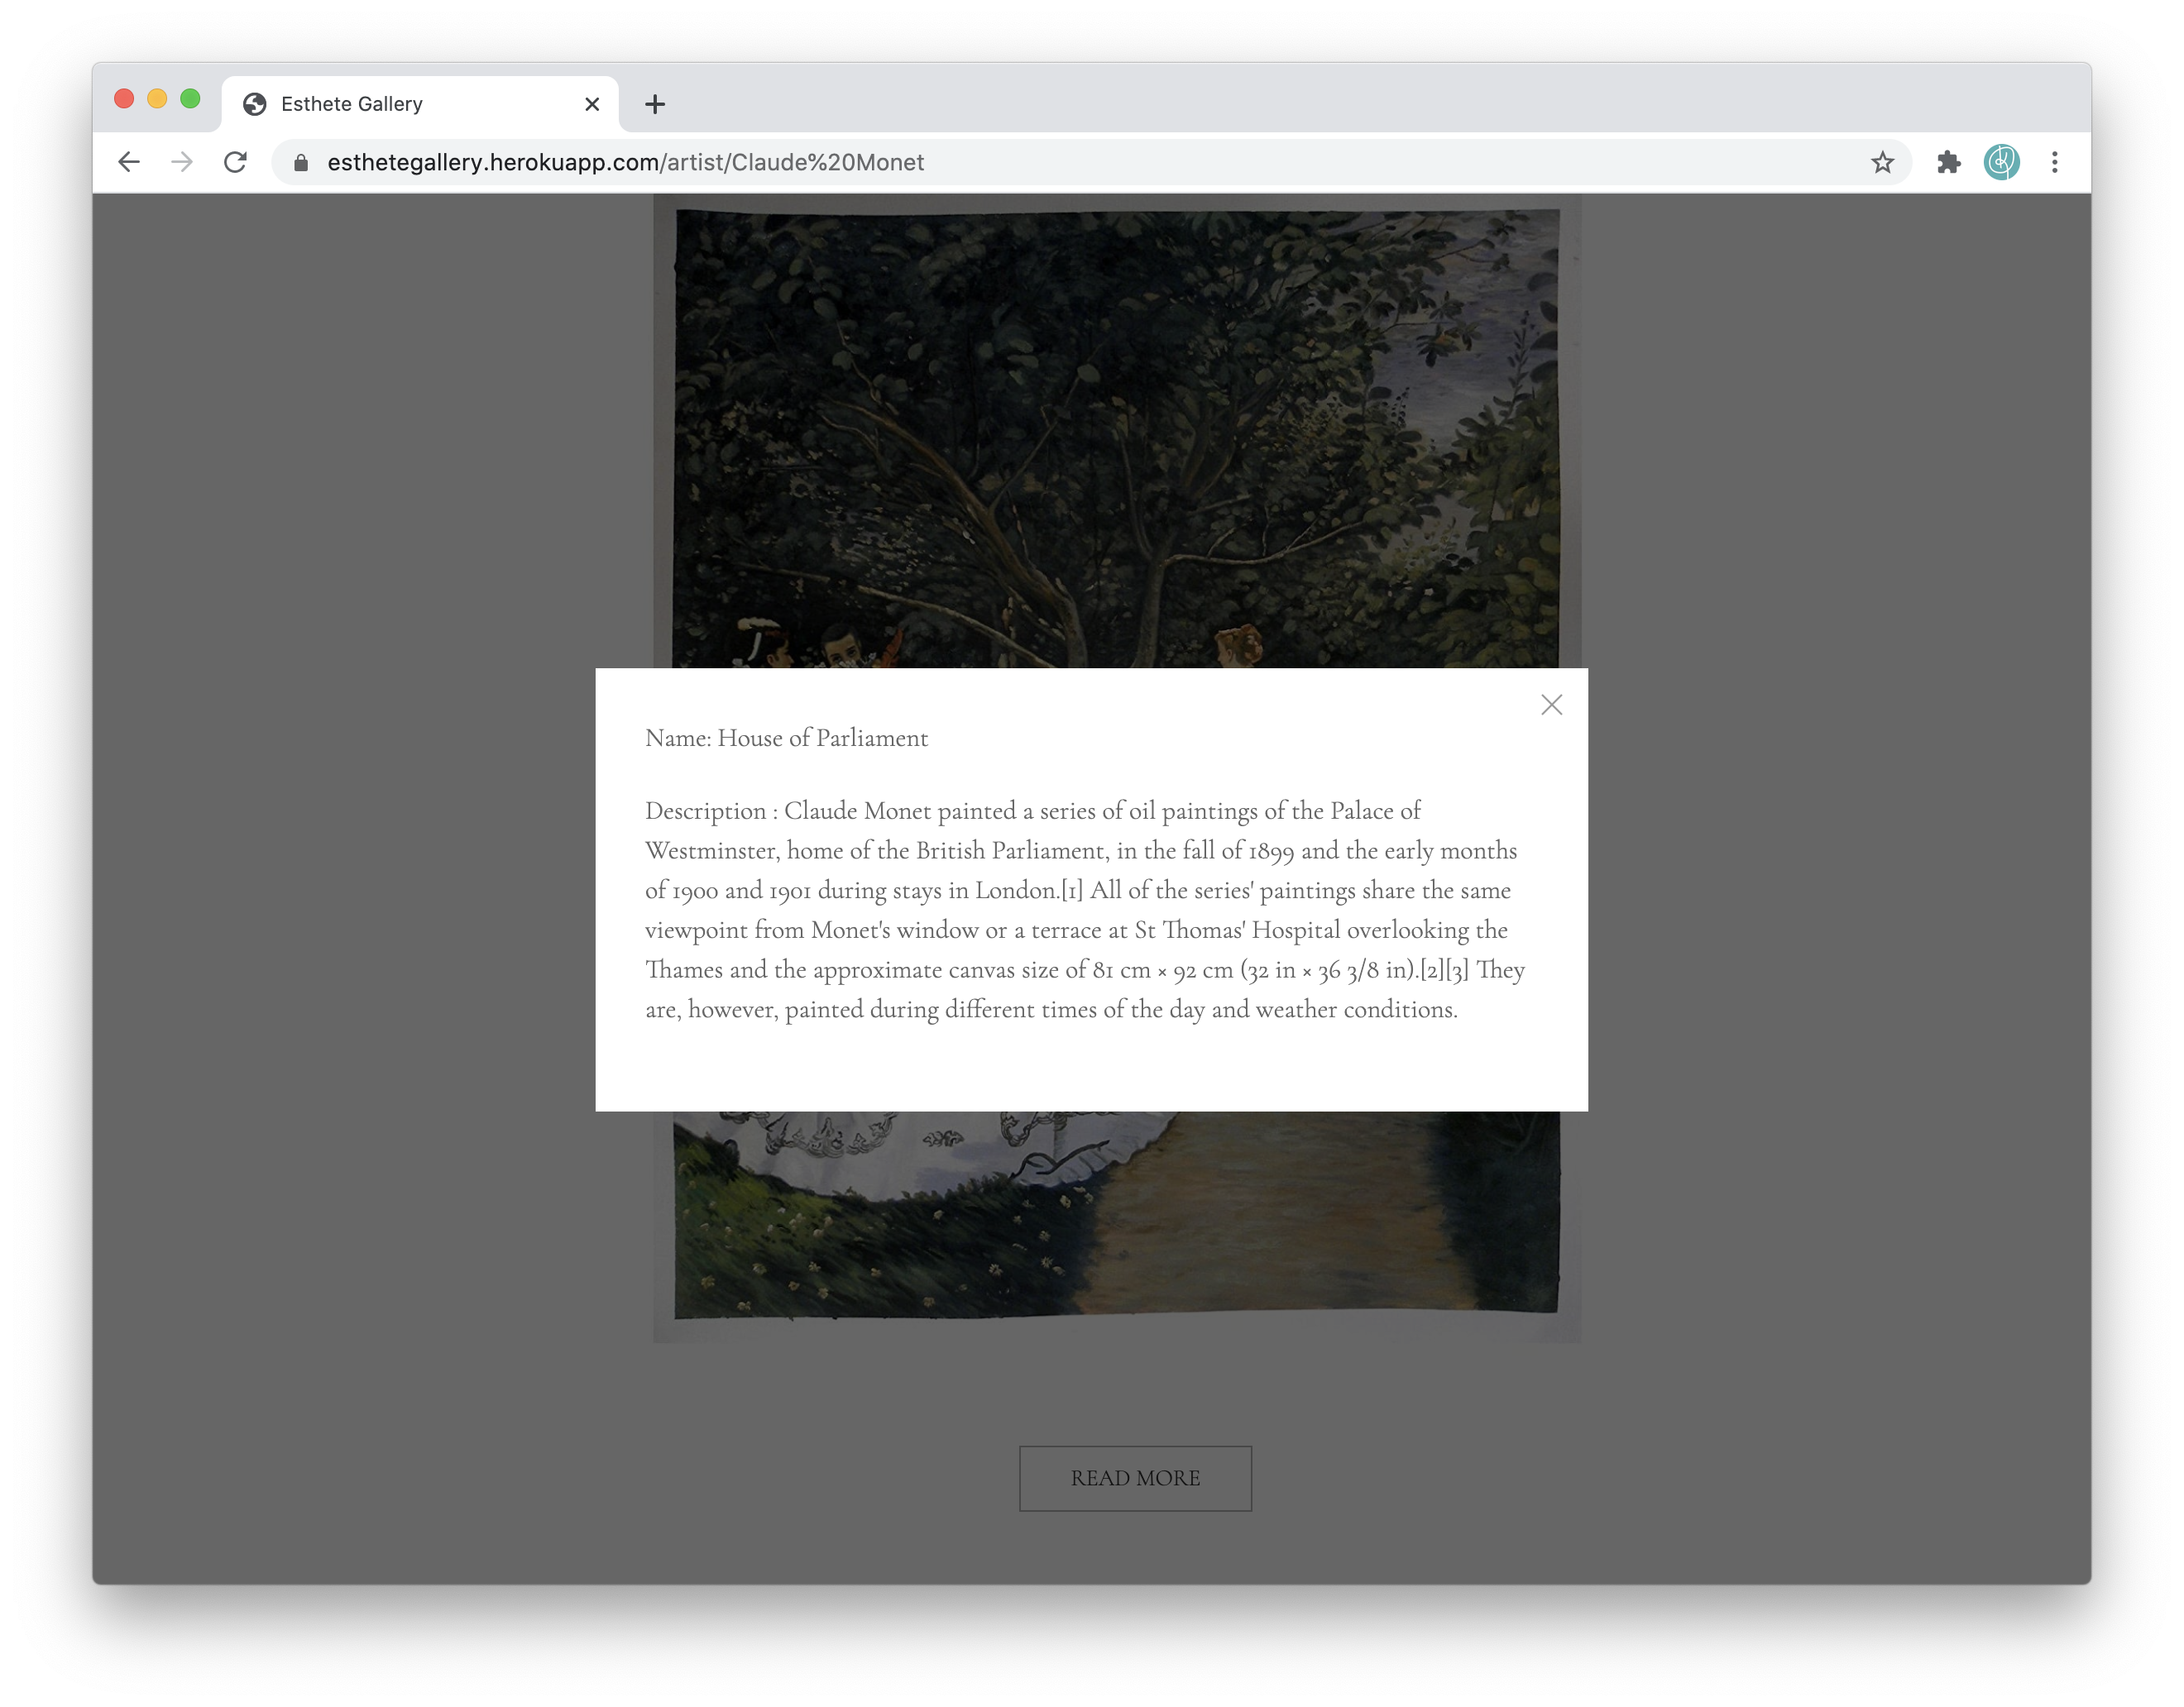 Esthete Gallery
esthetegallery.herokuapp.com/artist/Claude%20Monet
Name: House of Parliament
Description : Claude Monet painted a series of oil paintings of the Palace of
Westminster, home of the British Parliament, in the fall of 1899 and the early months
of 1900 and 1901 during stays in London.[1] All of the series' paintings share the same
viewpoint from Monet's window or a terrace at St Thomas' Hospital overlooking the
Thames and the approximate canvas size of 81 cm × 92 cm (32 in × 36 3/8 in).[2][3] They
are, however, painted during different times of the day and weather conditions.
READ MORE